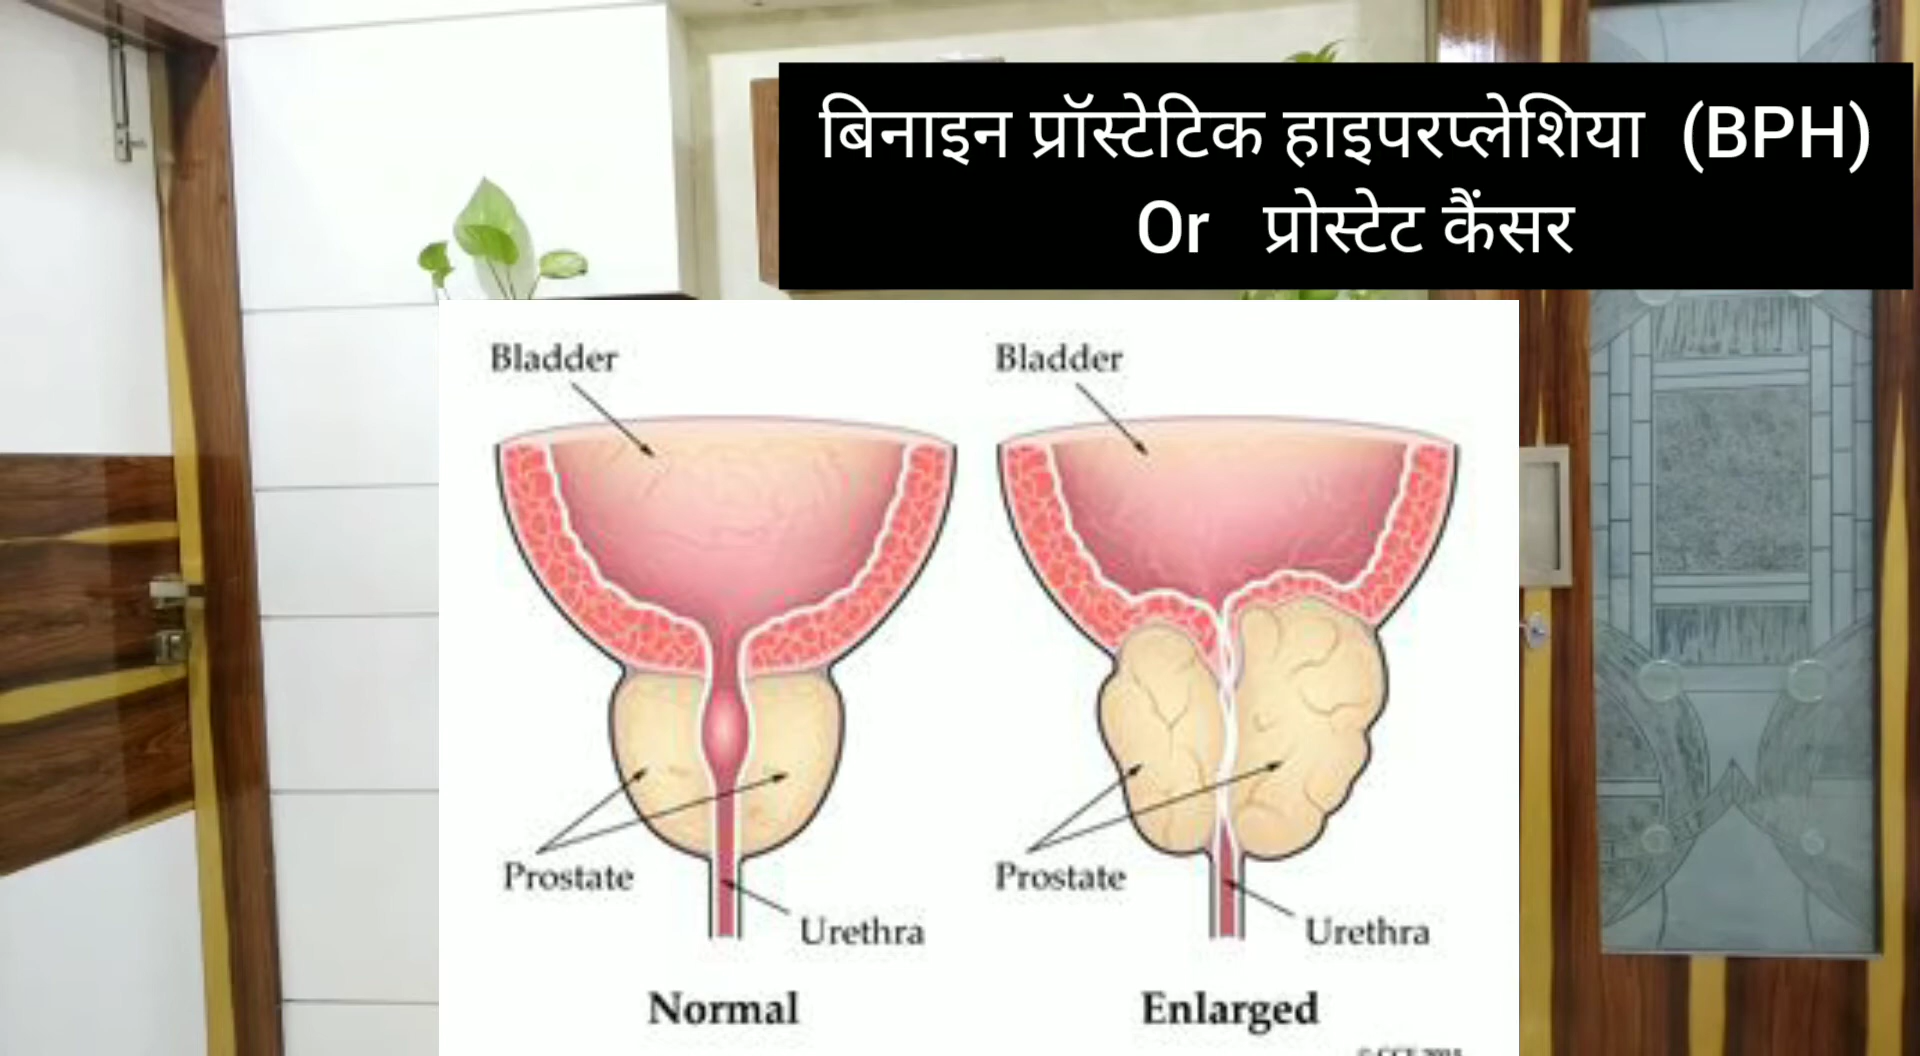 बिनाइन प्रॉस्टेटिक हाइपरप्लेशिया (BPH)
Or प्रोस्टेट कैंसर
Bladder
Bladder
Prostate
Urethra
Prostate
Urethra
Normal
Enlarged